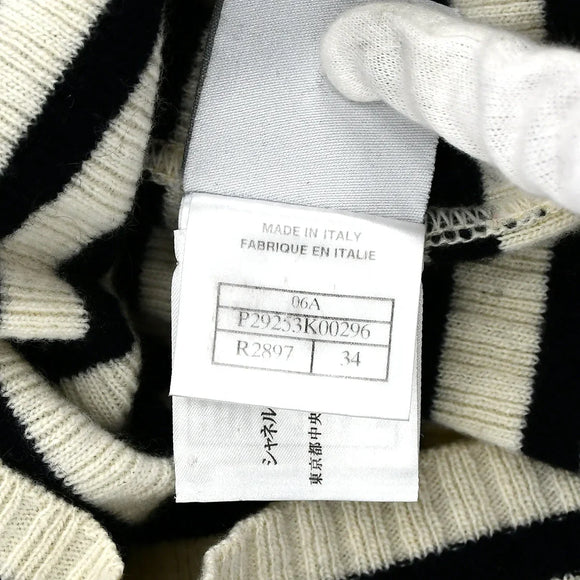 MADE IN ITALY
FABRIQUE EN ITALIE
06A
P29253K00296
R2897 34
シャネル
東京都中央